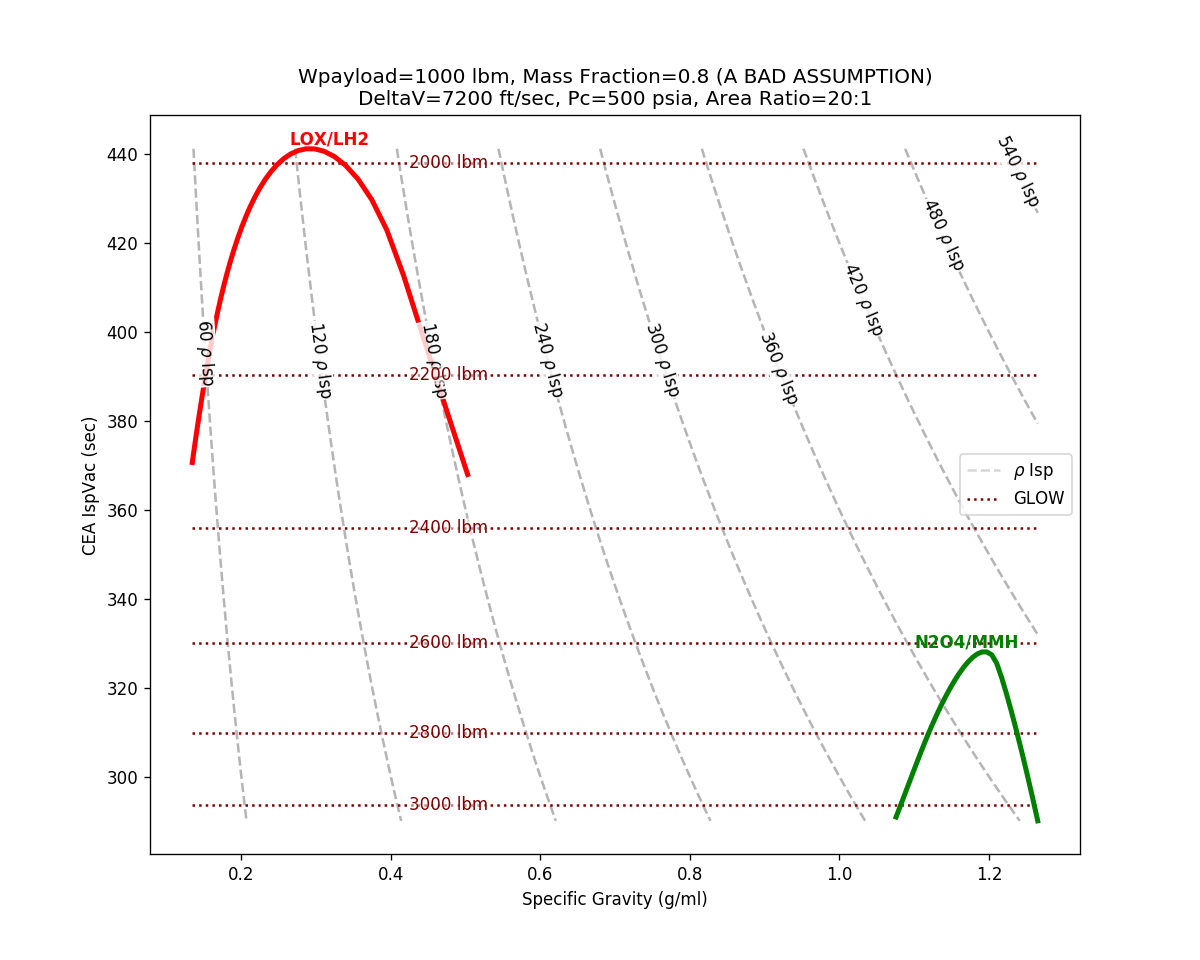 Wpayload=1000 lbm, Mass Fraction=0.8 (A BAD ASSUMPTION)
DeltaV=7200 ft/sec, Pc=500 psia, Area Ratio=20:1
LOX/LH2
N2O4/MMH
2000 lbm
2200 lbm
2400 lbm
2600 lbm
2800 lbm
3000 lbm
60 ρ Isp
120 ρ Isp
180 ρ Isp
240 ρ Isp
300 ρ Isp
360 ρ Isp
420 ρ Isp
480 ρ Isp
540 ρ Isp
ρ Isp
GLOW
CEA IspVac (sec)
440
420
400
380
360
340
320
300
0.2
0.4
0.6
0.8
1.0
1.2
Specific Gravity (g/ml)